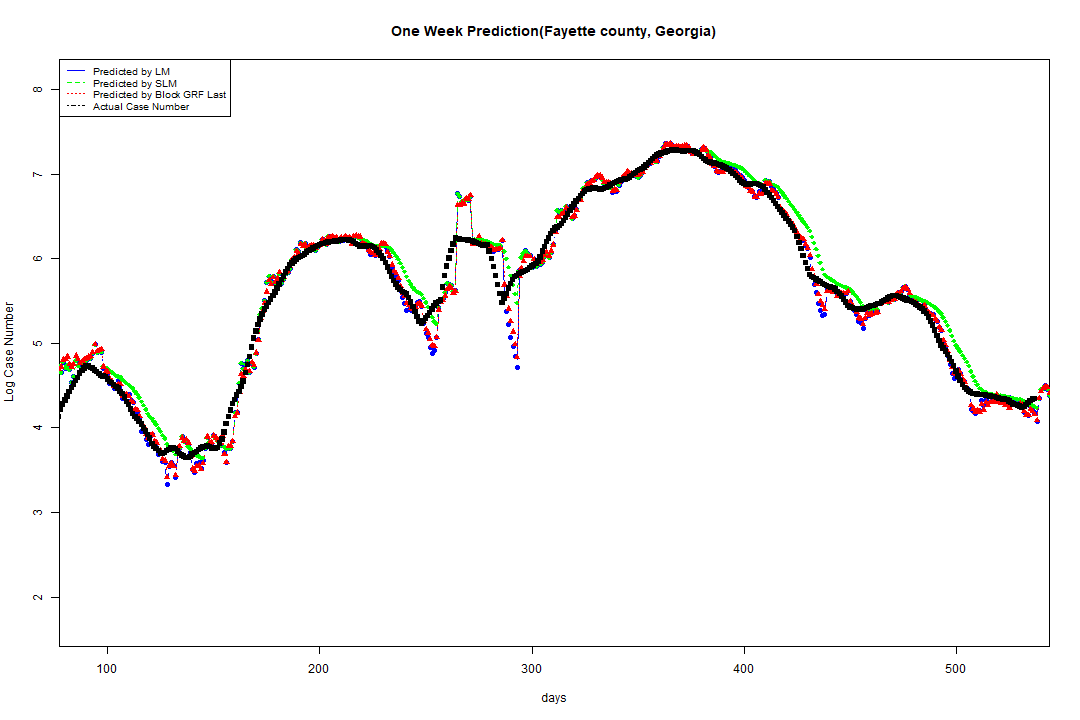 One Week Prediction(Fayette county, Georgia)
Predicted by LM
Predicted by SLM
Predicted by Block GRF Last
Actual Case Number
8
7
6
5
4
3
2
Log Case Number
100 200 300 400 500
days